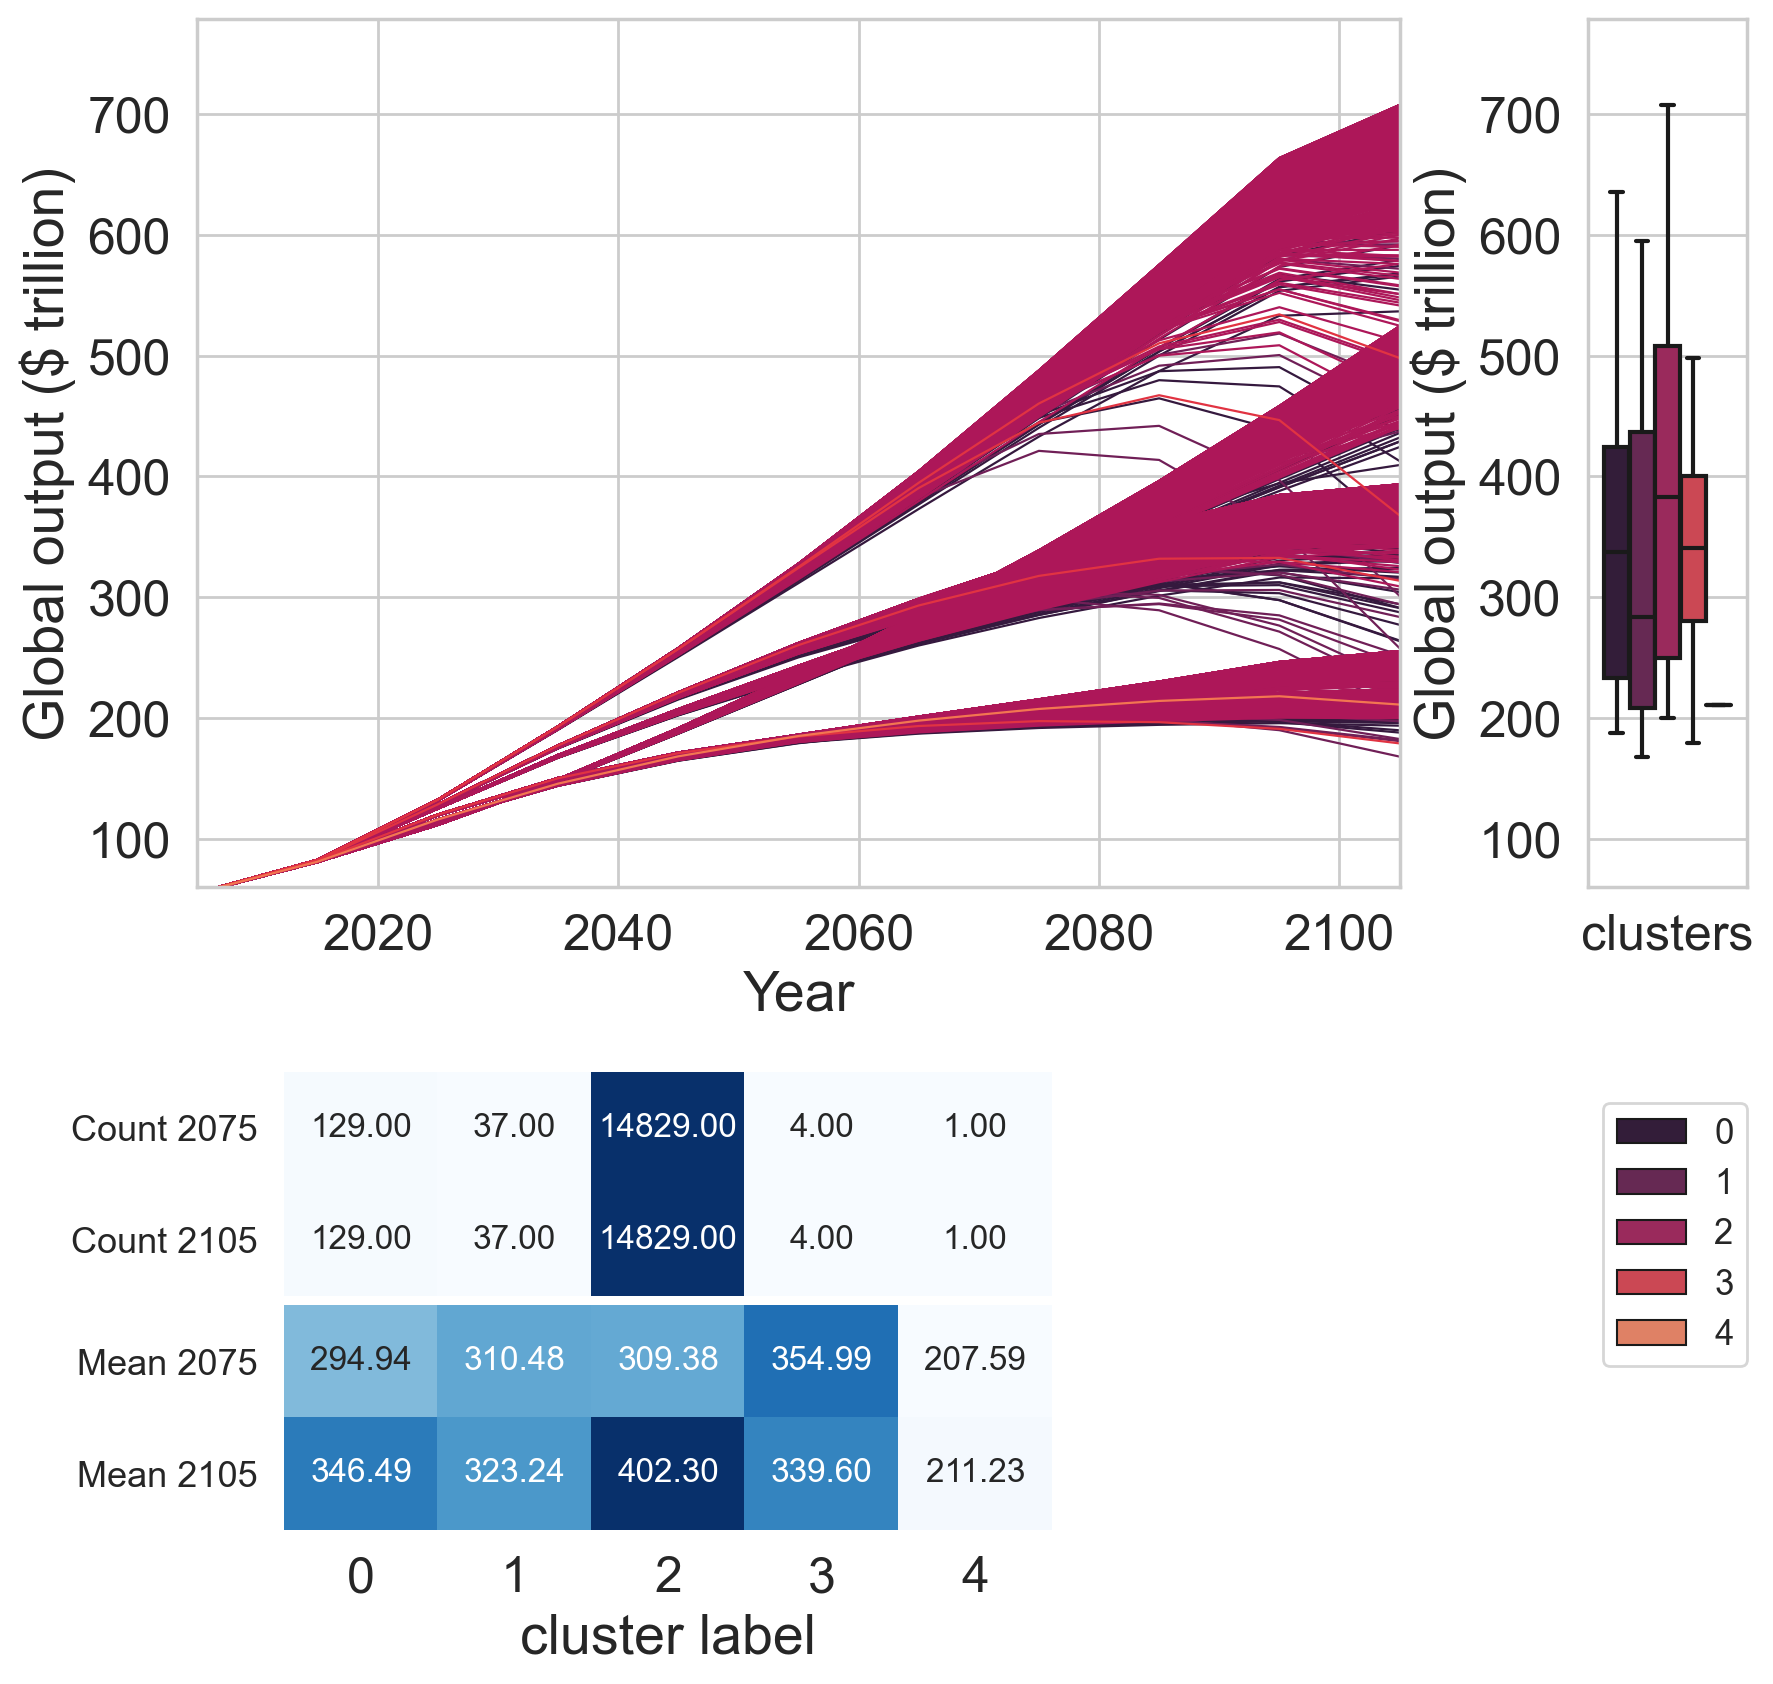 Global output ($ trillion)
700
600
500
400
300
200
100
2020 2040 2060 2080 2100
Year
Global output ($ trillion)
700
600
500
400
300
200
100
clusters
Count 2075 129.00 37.00 14829.00 4.00 1.00
Count 2105 129.00 37.00 14829.00 4.00 1.00
Mean 2075 294.94 310.48 309.38 354.99 207.59
Mean 2105 346.49 323.24 402.30 339.60 211.23
0 1 2 3 4
cluster label
0
1
2
3
4